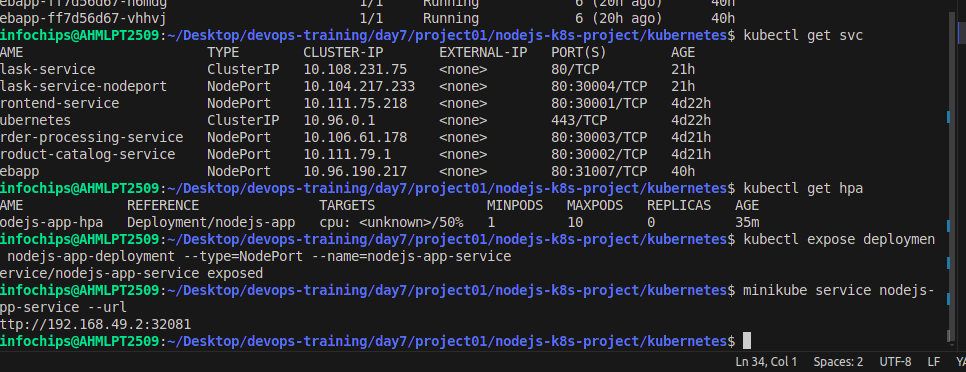 ebapp-ff7d56d67-n6mdg 1/1 Running 6 (20h ago) 40h
ebapp-ff7d56d67-vhhvj 1/1 Running 6 (20h ago) 40h
infochips@AHMLPT2509:~/Desktop/devops-training/day7/project01/nodejs-k8s-project/kubernetes$ kubectl get svc
AME TYPE CLUSTER-IP EXTERNAL-IP PORT(S) AGE
lask-service ClusterIP 10.108.231.75 <none> 80/TCP 21h
lask-service-nodeport NodePort 10.104.217.233 <none> 80:30004/TCP 21h
rontend-service NodePort 10.111.75.218 <none> 80:30001/TCP 4d22h
ubernetes ClusterIP 10.96.0.1 <none> 443/TCP 4d22h
rder-processing-service NodePort 10.106.61.178 <none> 80:30003/TCP 4d21h
roduct-catalog-service NodePort 10.111.79.1 <none> 80:30002/TCP 4d21h
ebapp NodePort 10.96.190.217 <none> 80:31007/TCP 40h
infochips@AHMLPT2509:~/Desktop/devops-training/day7/project01/nodejs-k8s-project/kubernetes$ kubectl get hpa
AME REFERENCE TARGETS MINPODS MAXPODS REPLICAS AGE
odejs-app-hpa Deployment/nodejs-app cpu: <unknown>/50% 1 10 0 35m
infochips@AHMLPT2509:~/Desktop/devops-training/day7/project01/nodejs-k8s-project/kubernetes$ kubectl expose deploymen
nodejs-app-deployment --type=NodePort --name=nodejs-app-service
ervice/nodejs-app-service exposed
infochips@AHMLPT2509:~/Desktop/devops-training/day7/project01/nodejs-k8s-project/kubernetes$ minikube service nodejs-
pp-service --url
ttp://192.168.49.2:32081
infochips@AHMLPT2509:~/Desktop/devops-training/day7/project01/nodejs-k8s-project/kubernetes$
Ln 34, Col 1 Spaces: 2 UTF-8 LF YA